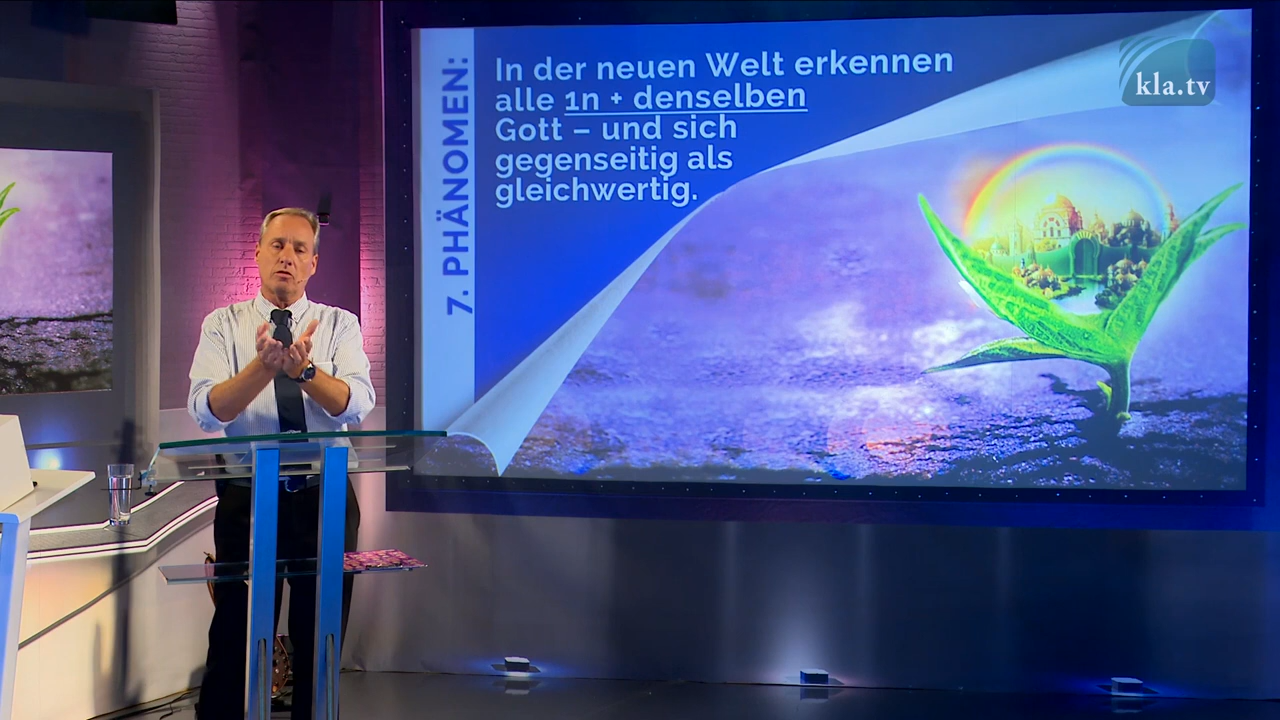 7. PHÄNOMEN:
In der neuen Welt erkennen
alle 1n + denselben
Gott – und sich
gegenseitig als
gleichwertig.
kla.tv